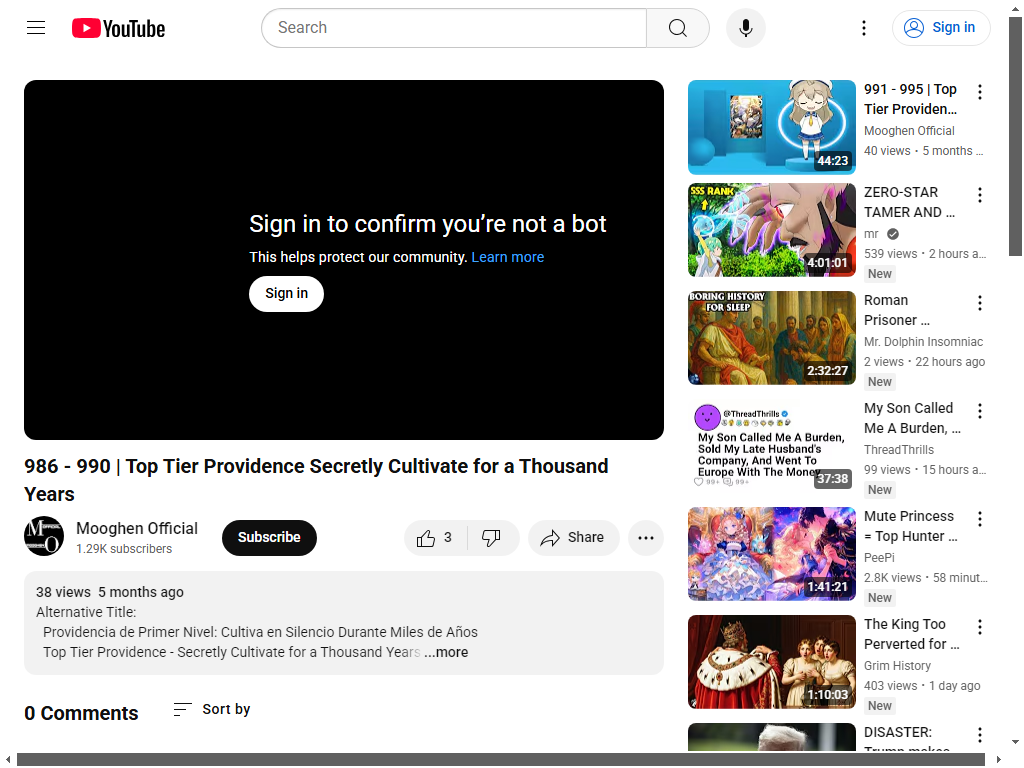 YouTube
Search
Sign in
Sign in to confirm you’re not a bot
This helps protect our community. Learn more
Sign in
986 - 990 | Top Tier Providence Secretly Cultivate for a Thousand
Years
Mooghen Official
1.29K subscribers
Subscribe
3
Share
38 views 5 months ago
Alternative Title:
Providencia de Primer Nivel: Cultiva en Silencio Durante Miles de Años
Top Tier Providence - Secretly Cultivate for a Thousand Years ...more
0 Comments
Sort by
44:23
991 - 995 | Top
Tier Providen...
Mooghen Official
40 views • 5 months ...
SSS RANK
4:01:01
ZERO-STAR
TAMER AND ...
mr
539 views • 2 hours a...
New
BORING HISTORY
FOR SLEEP
2:32:27
Roman
Prisoner ...
Mr. Dolphin Insomniac
2 views • 22 hours ago
New
@ThreadThrills
My Son Called Me A Burden,
Sold My Late Husband's
Company, And Went To
Europe With The Money
99+ 99+
37:38
My Son Called
Me A Burden, ...
ThreadThrills
99 views • 15 hours a...
New
1:41:21
Mute Princess
= Top Hunter ...
PeePi
2.8K views • 58 minut...
New
1:10:03
The King Too
Perverted for ...
Grim History
403 views • 1 day ago
New
DISASTER:
Trump makes